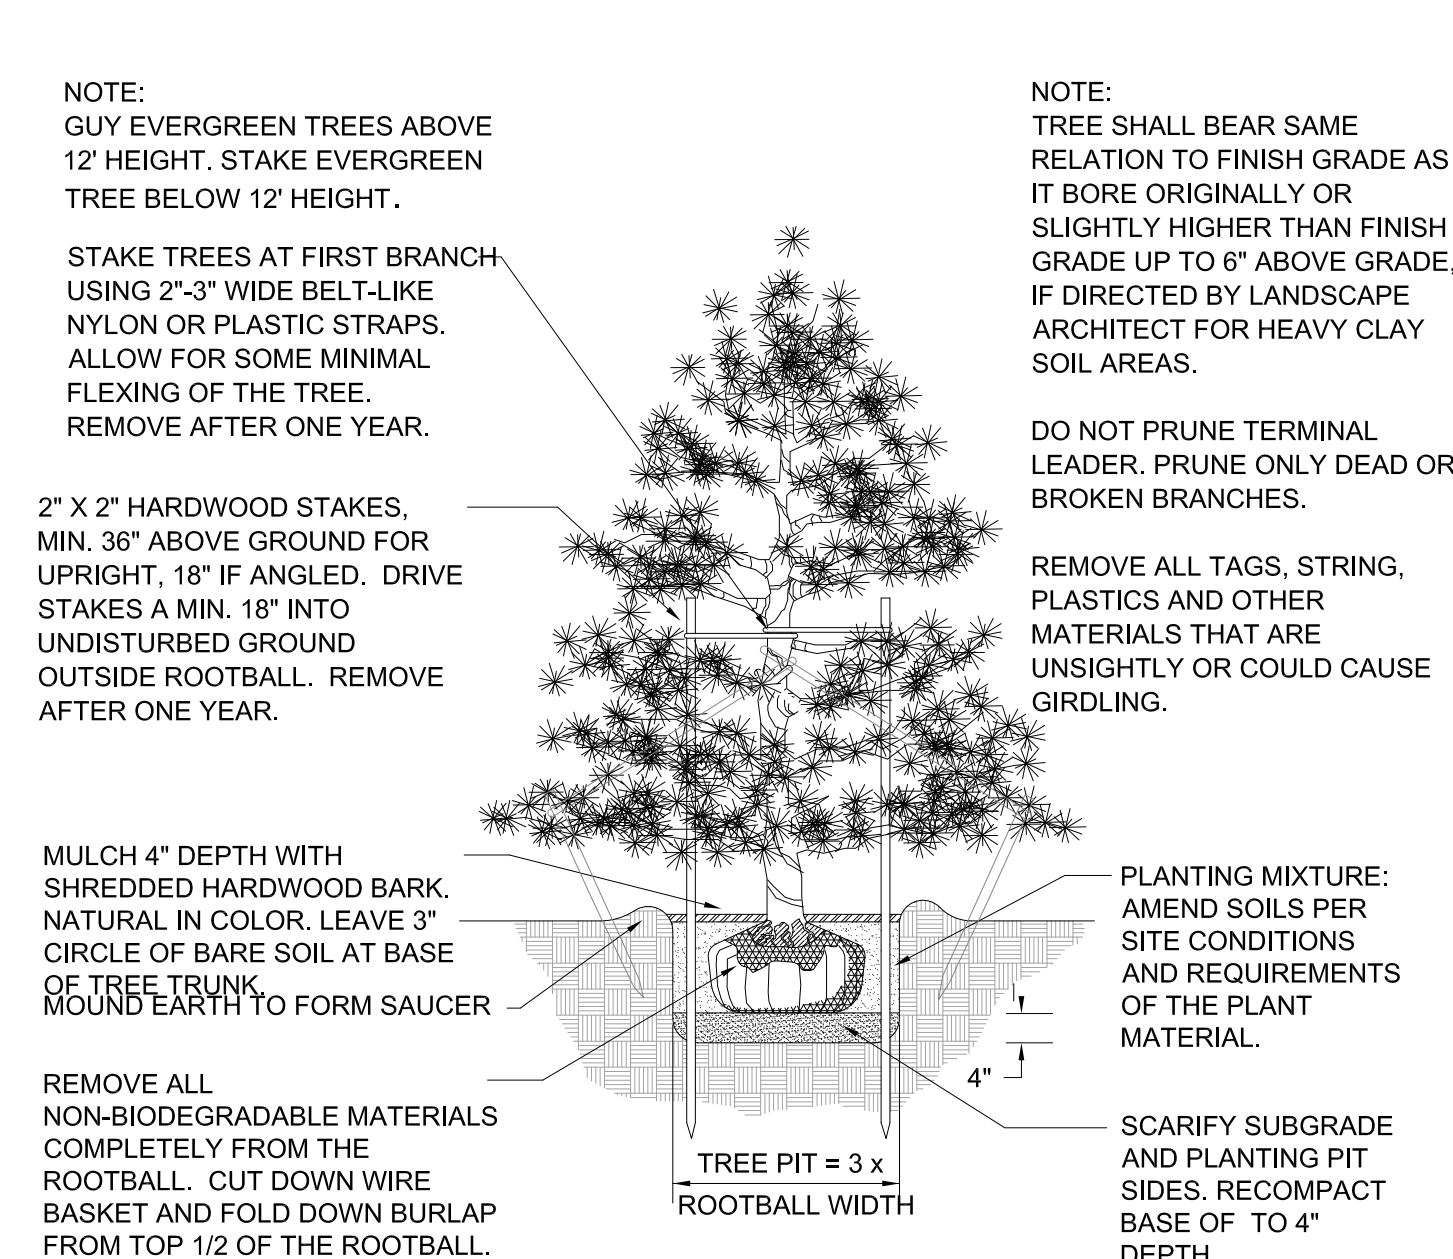 NOTE:
GUY EVERGREEN TREES ABOVE
12' HEIGHT. STAKE EVERGREEN
TREE BELOW 12' HEIGHT.
STAKE TREES AT FIRST BRANCH
USING 2"-3" WIDE BELT-LIKE
NYLON OR PLASTIC STRAPS.
ALLOW FOR SOME MINIMAL
FLEXING OF THE TREE.
REMOVE AFTER ONE YEAR.
2" X 2" HARDWOOD STAKES,
MIN. 36" ABOVE GROUND FOR
UPRIGHT, 18" IF ANGLED. DRIVE
STAKES A MIN. 18" INTO
UNDISTURBED GROUND
OUTSIDE ROOTBALL. REMOVE
AFTER ONE YEAR.
MULCH 4" DEPTH WITH
SHREDDED HARDWOOD BARK.
NATURAL IN COLOR. LEAVE 3"
CIRCLE OF BARE SOIL AT BASE
OF TREE TRUNK.
MOUND EARTH TO FORM SAUCER
REMOVE ALL
NON-BIODEGRADABLE MATERIALS
COMPLETELY FROM THE
ROOTBALL. CUT DOWN WIRE
BASKET AND FOLD DOWN BURLAP
FROM TOP 1/2 OF THE ROOTBALL.
TREE PIT = 3 x
ROOTBALL WIDTH
4"
NOTE:
TREE SHALL BEAR SAME
RELATION TO FINISH GRADE AS
IT BORE ORIGINALLY OR
SLIGHTLY HIGHER THAN FINISH
GRADE UP TO 6" ABOVE GRADE,
IF DIRECTED BY LANDSCAPE
ARCHITECT FOR HEAVY CLAY
SOIL AREAS.
DO NOT PRUNE TERMINAL
LEADER. PRUNE ONLY DEAD OR
BROKEN BRANCHES.
REMOVE ALL TAGS, STRING,
PLASTICS AND OTHER
MATERIALS THAT ARE
UNSIGHTLY OR COULD CAUSE
GIRDLING.
PLANTING MIXTURE:
AMEND SOILS PER
SITE CONDITIONS
AND REQUIREMENTS
OF THE PLANT
MATERIAL.
SCARIFY SUBGRADE
AND PLANTING PIT
SIDES. RECOMPACT
BASE OF TO 4"
DEPTH